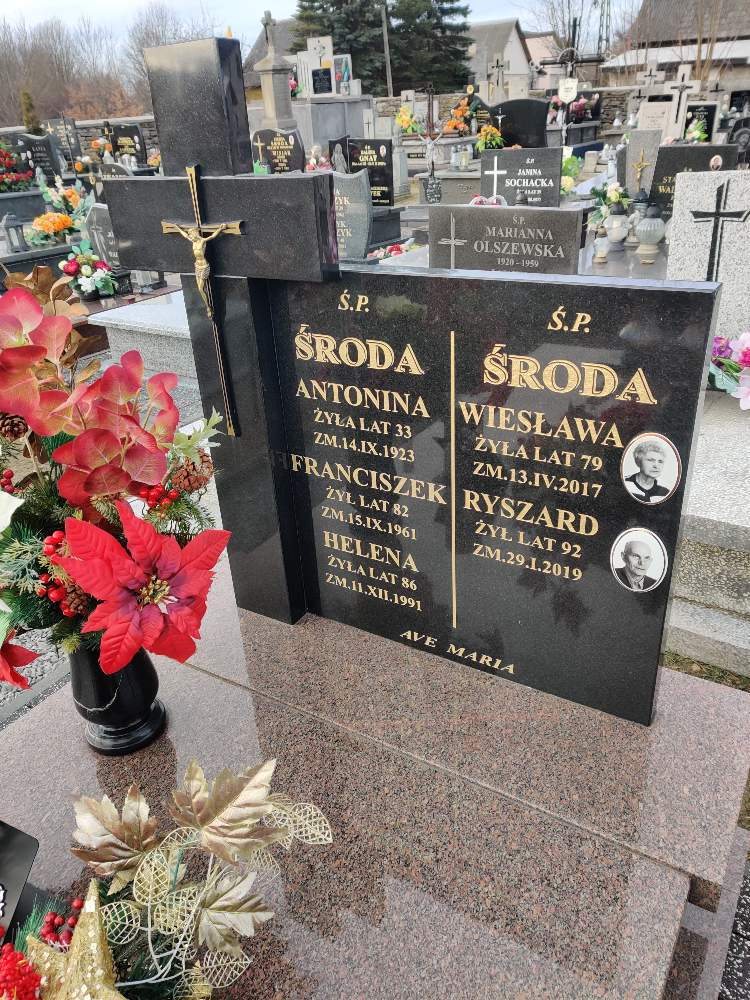 Ś.P.
ŚRODA
ANTONINA
ŻYŁA LAT 33
ZM.14.IX.1923
FRANCISZEK
ŻYŁ LAT 82
ZM.15.IX.1961
HELENA
ŻYŁA LAT 86
ZM.11.XII.1991
Ś.P.
ŚRODA
WIESŁAWA
ŻYŁA LAT 79
ZM.13.IV.2017
RYSZARD
ŻYŁ LAT 92
ZM.29.I.2019
AVE MARIA
Ś.P.
MARIANNA
OLSZEWSKA
1920 - 1959
JANINA
SOCHACKA
GNAT